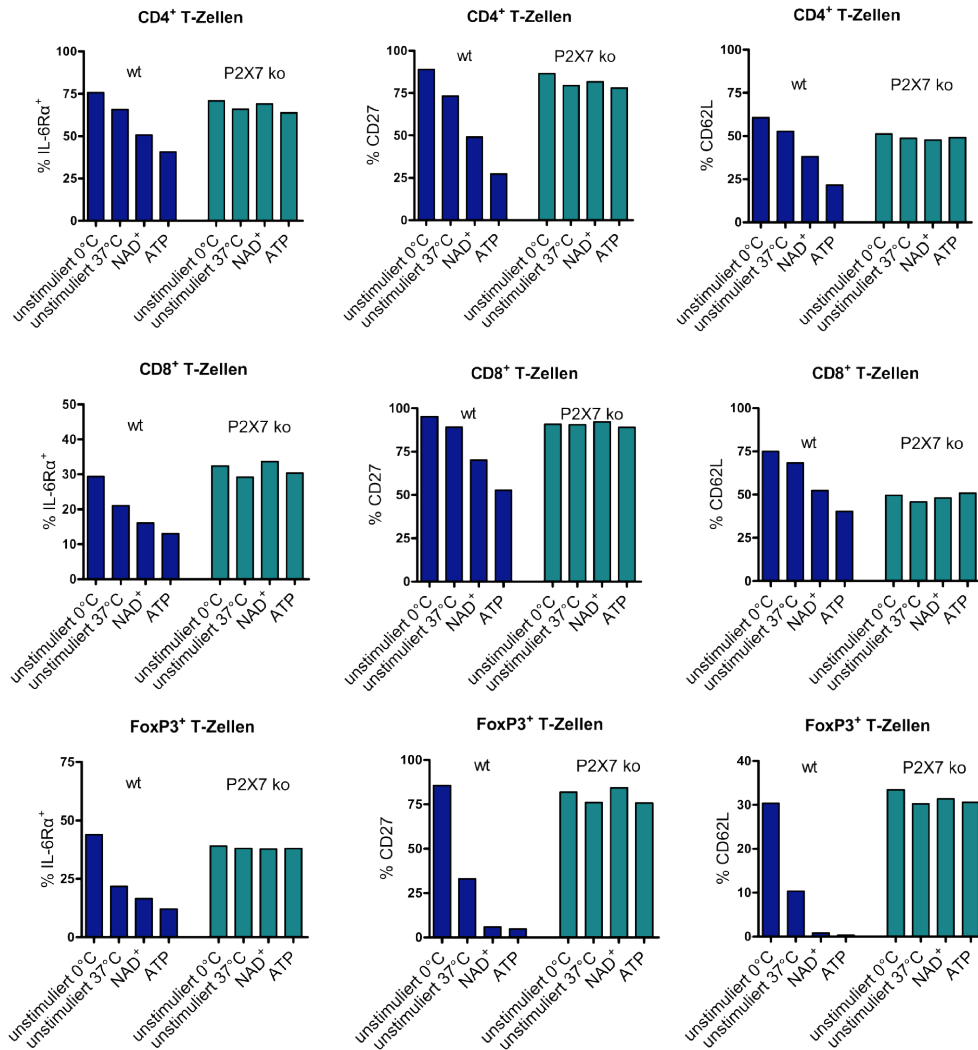 CD4⁺ T-Zellen
% IL-6Rα⁺
100
75
50
25
0
wt
P2X7 ko
unstimuliert 0°C
unstimuliert 37°C
NAD⁺
ATP
unstimuliert 0°C
unstimuliert 37°C
NAD⁺
ATP
CD4⁺ T-Zellen
% CD27
100
75
50
25
0
wt
P2X7 ko
unstimuliert 0°C
unstimuliert 37°C
NAD⁺
ATP
unstimuliert 0°C
unstimuliert 37°C
NAD⁺
ATP
CD4⁺ T-Zellen
% CD62L
100
75
50
25
0
wt
P2X7 ko
unstimuliert 0°C
unstimuliert 37°C
NAD⁺
ATP
unstimuliert 0°C
unstimuliert 37°C
NAD⁺
ATP
CD8⁺ T-Zellen
% IL-6Rα⁺
50
40
30
20
10
0
wt
P2X7 ko
unstimuliert 0°C
unstimuliert 37°C
NAD⁺
ATP
unstimuliert 0°C
unstimuliert 37°C
NAD⁺
ATP
CD8⁺ T-Zellen
% CD27
100
75
50
25
0
wt
P2X7 ko
unstimuliert 0°C
unstimuliert 37°C
NAD⁺
ATP
unstimuliert 0°C
unstimuliert 37°C
NAD⁺
ATP
CD8⁺ T-Zellen
% CD62L
100
75
50
25
0
wt
P2X7 ko
unstimuliert 0°C
unstimuliert 37°C
NAD⁺
ATP
unstimuliert 0°C
unstimuliert 37°C
NAD⁺
ATP
FoxP3⁺ T-Zellen
% IL-6Rα⁺
75
50
25
0
wt
P2X7 ko
unstimuliert 0°C
unstimuliert 37°C
NAD⁺
ATP
unstimuliert 0°C
unstimuliert 37°C
NAD⁺
ATP
FoxP3⁺ T-Zellen
% CD27
100
75
50
25
0
wt
P2X7 ko
unstimuliert 0°C
unstimuliert 37°C
NAD⁺
ATP
unstimuliert 0°C
unstimuliert 37°C
NAD⁺
ATP
FoxP3⁺ T-Zellen
% CD62L
40
30
20
10
0
wt
P2X7 ko
unstimuliert 0°C
unstimuliert 37°C
NAD⁺
ATP
unstimuliert 0°C
unstimuliert 37°C
NAD⁺
ATP